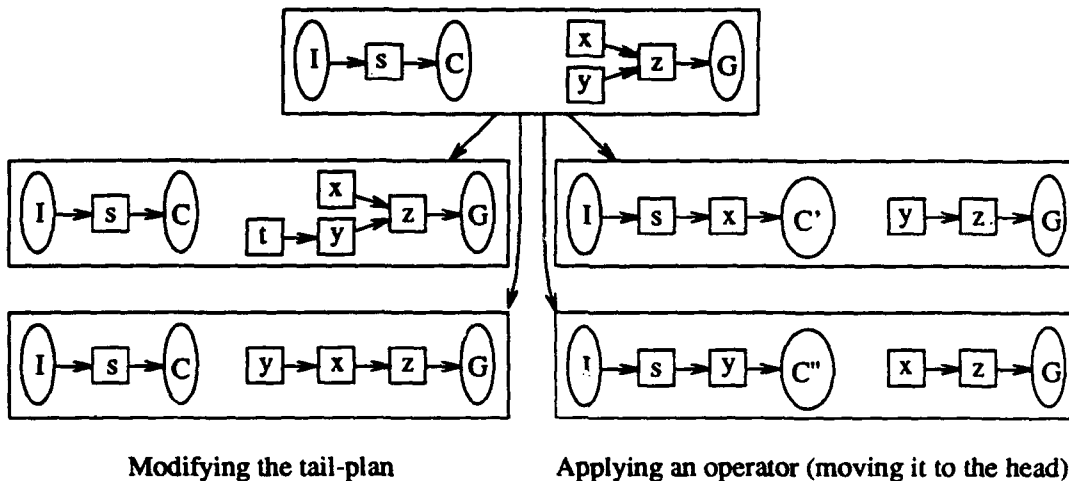 I s C x y z G
I s C x t y z G
I s x C' y z G
I s C y x z G
I s y C" x z G
Modifying the tail-plan
Applying an operator (moving it to the head)